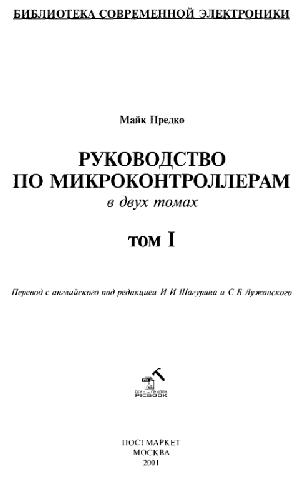 БИБЛИОТЕКА СОВРЕМЕННОЙ ЭЛЕКТРОНИКИ
Майк Предко
РУКОВОДСТВО
ПО МИКРОКОНТРОЛЛЕРАМ
в двух томах
том I
Перевод с английского под редакцией И И Шагурина и С Б Лужанского
PICBOOK
ПОСТМАРКЕТ
МОСКВА
2001